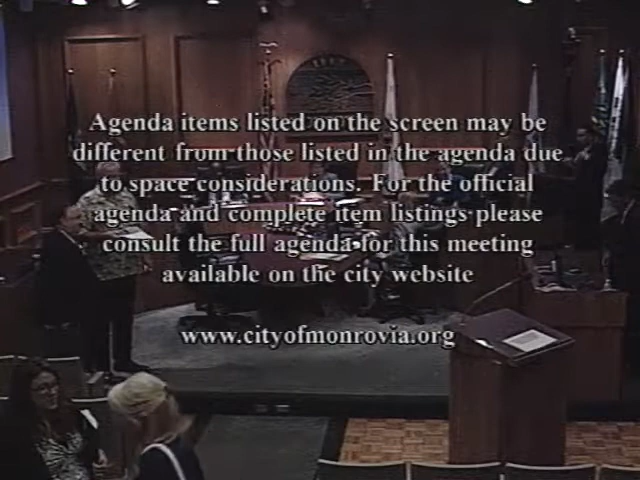 Agenda items listed on the screen may be
different from those listed in the agenda due
to space considerations. For the official
agenda and complete item listings please
consult the full agenda for this meeting
available on the city website
www.cityofmonrovia.org